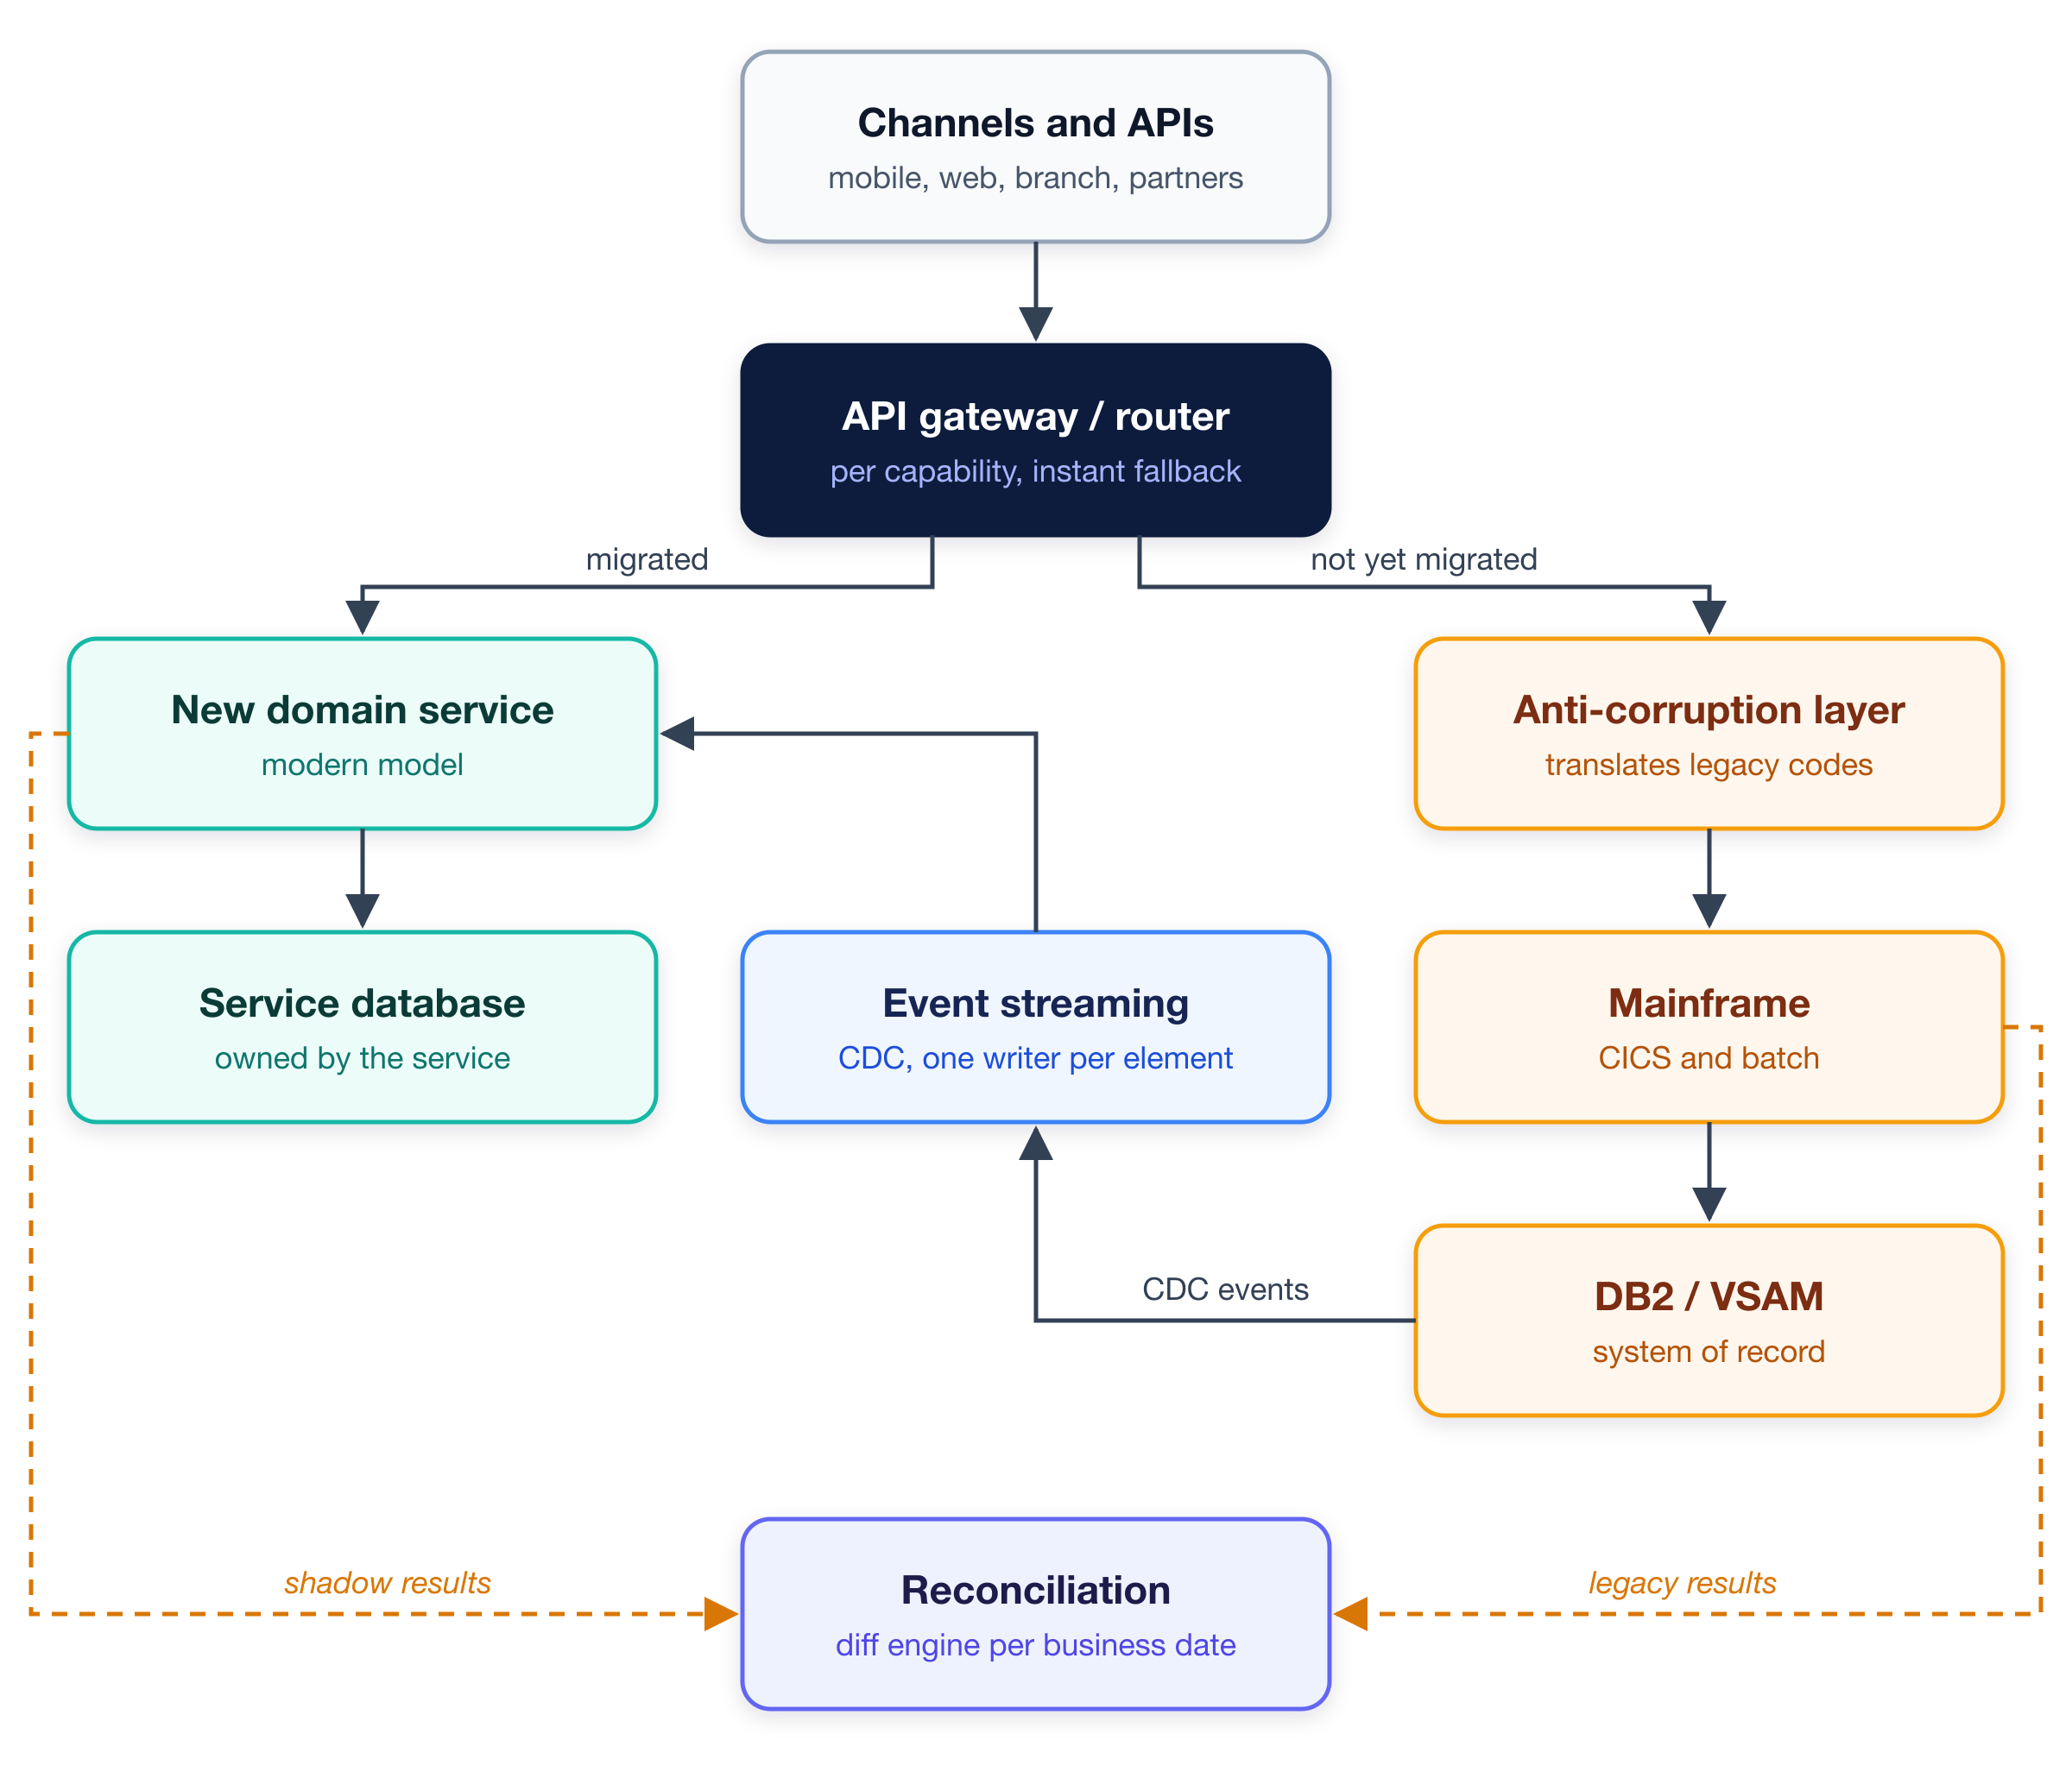 Channels and APIs
mobile, web, branch, partners
API gateway / router
per capability, instant fallback
migrated
not yet migrated
New domain service
modern model
Anti-corruption layer
translates legacy codes
Service database
owned by the service
Event streaming
CDC, one writer per element
Mainframe
CICS and batch
CDC events
DB2 / VSAM
system of record
shadow results
legacy results
Reconciliation
diff engine per business date